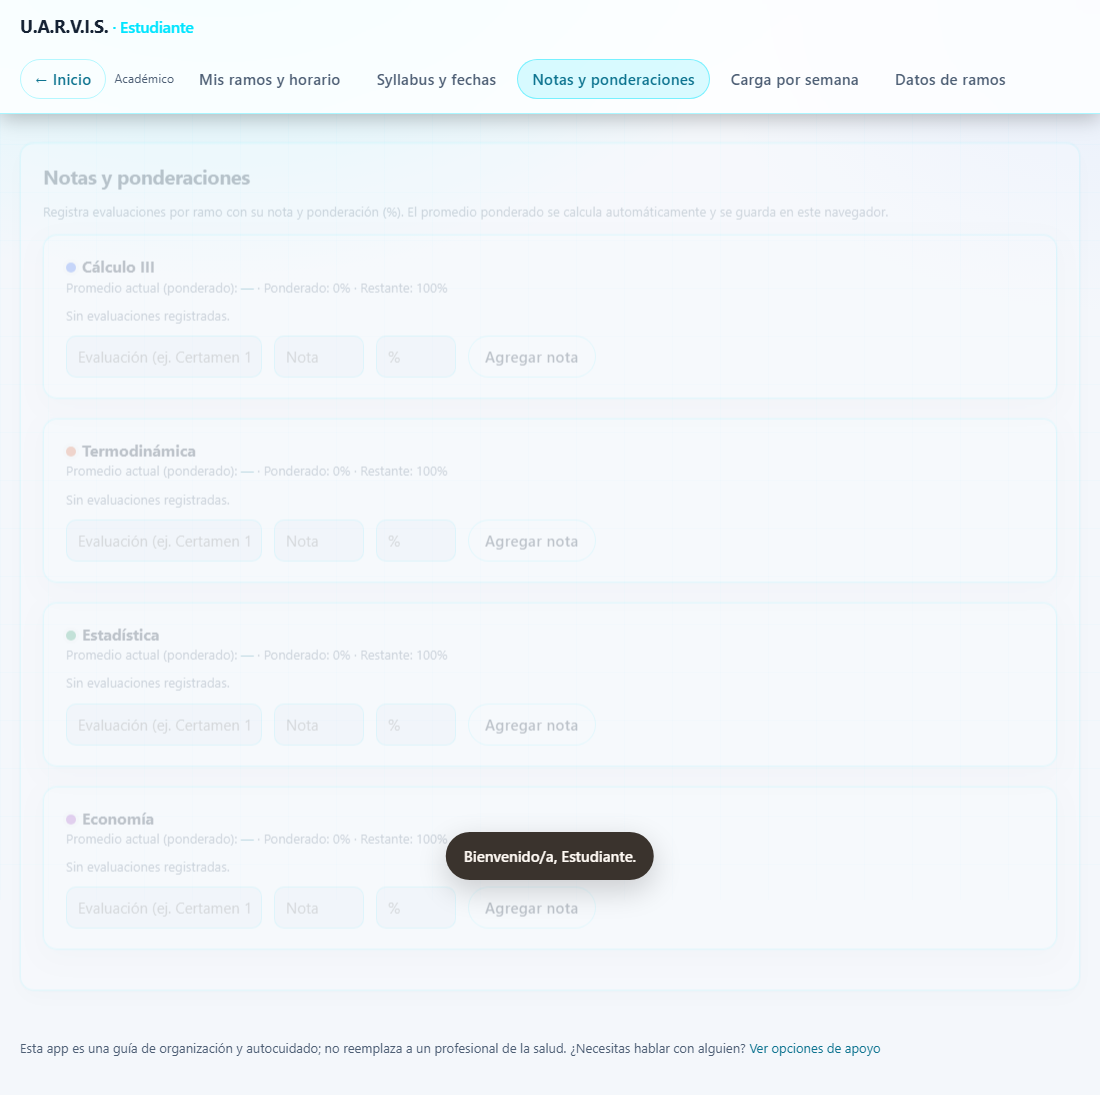 U.A.R.V.I.S. · Estudiante
← Inicio Académico Mis ramos y horario Syllabus y fechas Notas y ponderaciones Carga por semana Datos de ramos
Notas y ponderaciones
Registra evaluaciones por ramo con su nota y ponderación (%). El promedio ponderado se calcula automáticamente y se guarda en este navegador.
Cálculo III
Promedio actual (ponderado): — · Ponderado: 0% · Restante: 100%
Sin evaluaciones registradas.
Evaluación (ej. Certamen 1 Nota % Agregar nota
Termodinámica
Promedio actual (ponderado): — · Ponderado: 0% · Restante: 100%
Sin evaluaciones registradas.
Evaluación (ej. Certamen 1 Nota % Agregar nota
Estadística
Promedio actual (ponderado): — · Ponderado: 0% · Restante: 100%
Sin evaluaciones registradas.
Evaluación (ej. Certamen 1 Nota % Agregar nota
Economía
Promedio actual (ponderado): — · Ponderado: 0% · Restante: 100%
Bienvenido/a, Estudiante.
Sin evaluaciones registradas.
Evaluación (ej. Certamen 1 Nota % Agregar nota
Esta app es una guía de organización y autocuidado; no reemplaza a un profesional de la salud. ¿Necesitas hablar con alguien? Ver opciones de apoyo